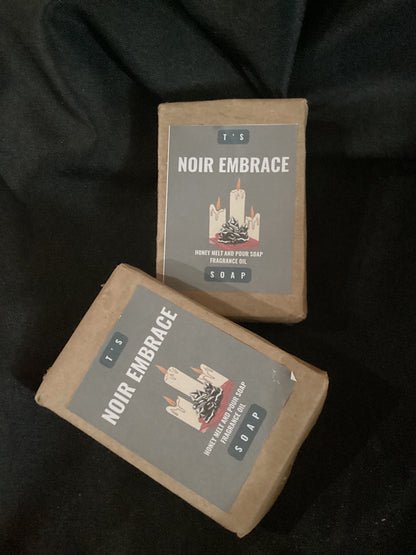 T'S
NOIR EMBRACE
HONEY MELT AND POUR SOAP
FRAGRANCE OIL
SOAP
T'S
NOIR EMBRACE
HONEY MELT AND POUR SOAP
FRAGRANCE OIL
SOAP